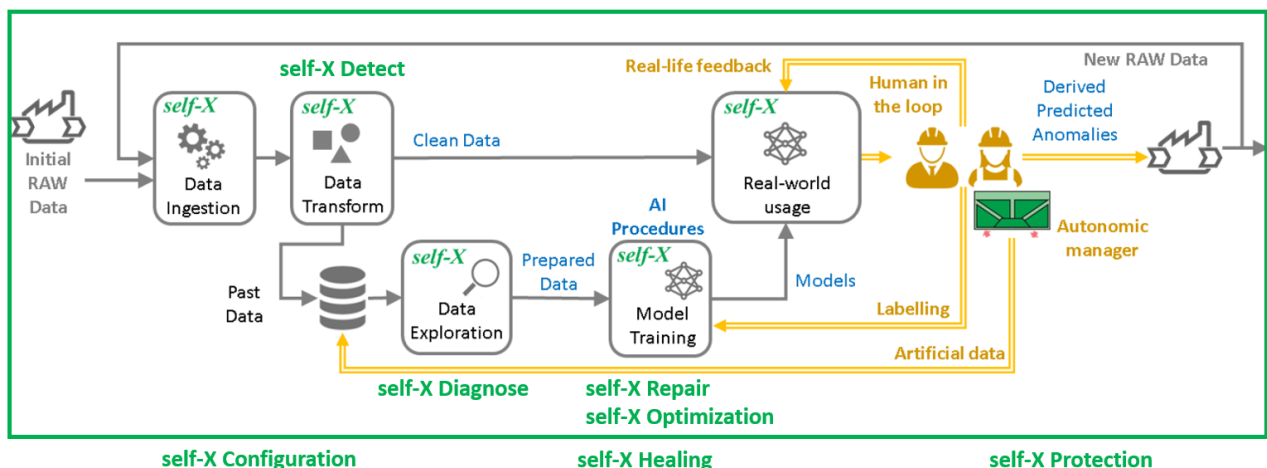 self-X Detect
Real-life feedback
New RAW Data
Human in
the loop
Derived
Predicted
Anomalies
self-X
self-X
self-X
Initial
RAW
Data
Clean Data
Data
Ingestion
Data
Transform
Real-world
usage
AI
Procedures
Autonomic
manager
self-X
Prepared
Data
self-X
Models
Past
Data
Data
Exploration
Model
Training
Labelling
Artificial data
self-X Diagnose
self-X Repair
self-X Optimization
self-X Configuration
self-X Healing
self-X Protection